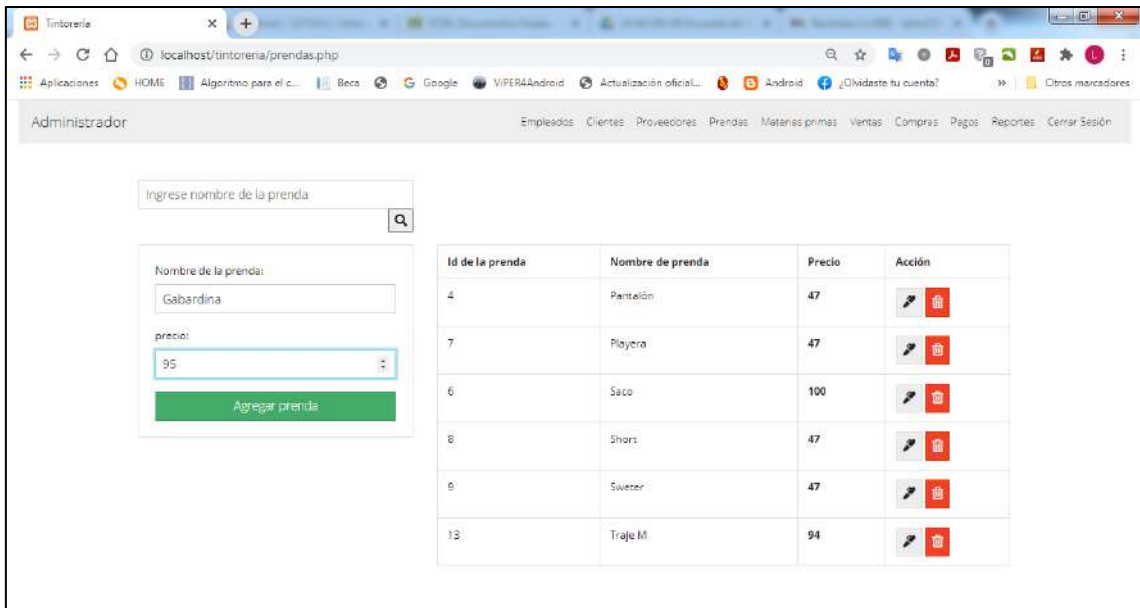 Tintorería
localhost/tintoreria/prendas.php
Aplicaciones HOME Algoritmo para el c... Beca Google ViPER4Android Actualización oficial... Android ¿Olvidaste tu cuenta? » Otros marcadores
Administrador
Empleados Clientes Proveedores Prendas Materias primas Ventas Compras Pagos Reportes Cerrar Sesión
Ingrese nombre de la prenda
Nombre de la prenda:
Gabardina
precio:
95
Agregar prenda
Id de la prenda Nombre de prenda Precio Acción
4 Pantalón 47
7 Playera 47
6 Saco 100
8 Short 47
9 Sweter 47
13 Traje M 94